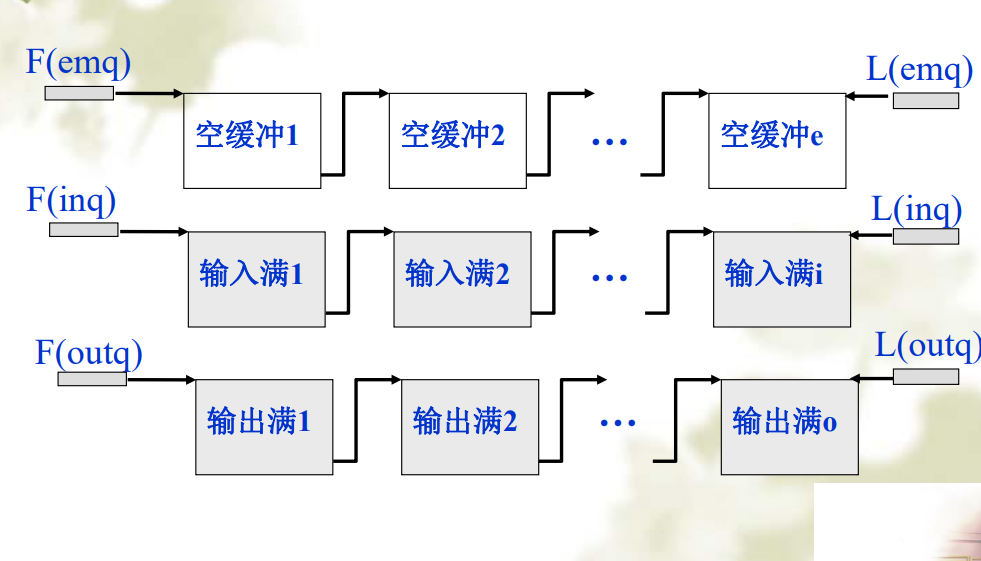 F(emq)
L(emq)
空缓冲1
空缓冲2
…
空缓冲e
F(inq)
L(inq)
输入满1
输入满2
…
输入满i
F(outq)
L(outq)
输出满1
输出满2
…
输出满o